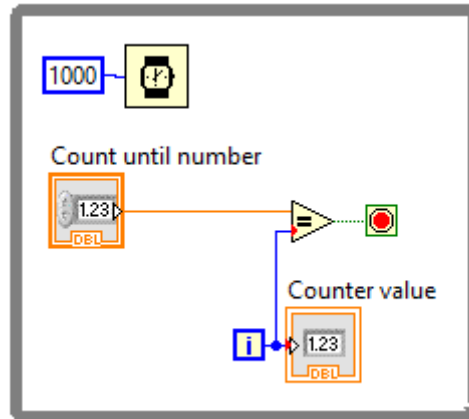 1000
Count until number
1.23
DBL
=
Counter value
i
1.23
DBL